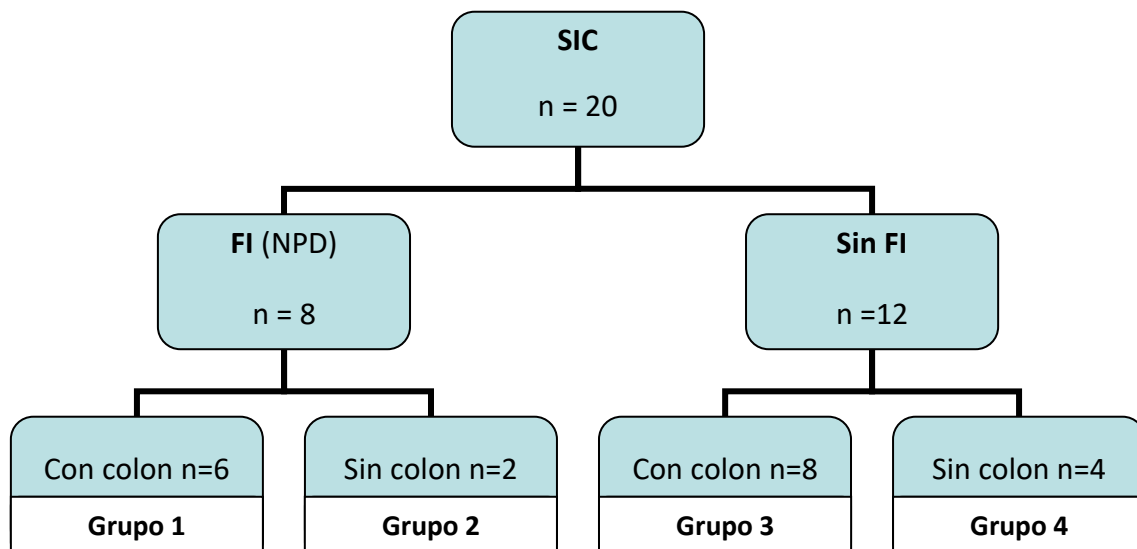 SIC
n = 20
FI (NPD)
n = 8
Sin FI
n =12
Con colon n=6
Grupo 1
Sin colon n=2
Grupo 2
Con colon n=8
Grupo 3
Sin colon n=4
Grupo 4